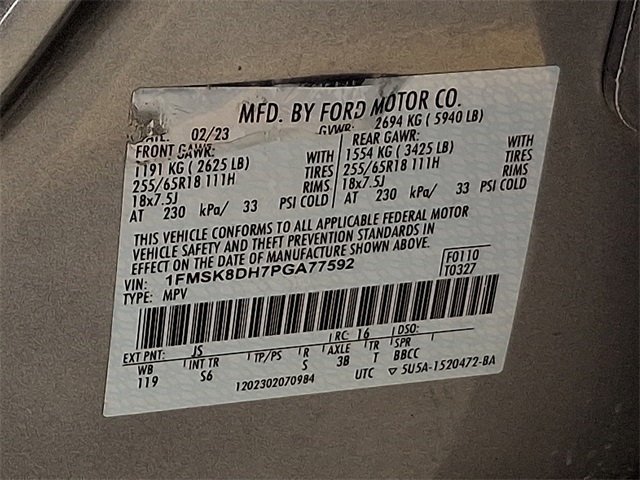 MFD. BY FORD MOTOR CO.
02/23 GVWR: 2694 KG ( 5940 LB)
FRONT GAWR: REAR GAWR:
1191 KG ( 2625 LB) WITH 1554 KG ( 3425 LB) WITH
255/65R18 111H TIRES 255/65R18 111H TIRES
18x7.5J RIMS 18x7.5J RIMS
AT 230 kPa/ 33 PSI COLD AT 230 kPa/ 33 PSI COLD
THIS VEHICLE CONFORMS TO ALL APPLICABLE FEDERAL MOTOR
VEHICLE SAFETY AND THEFT PREVENTION STANDARDS IN
EFFECT ON THE DATE OF MANUFACTURE SHOWN ABOVE.
VIN: 1FMSK8DH7PGA77592 F0110
TYPE: MPV T0327
EXT PNT: JS RC: 16 DSO:
WB INT TR TP/PS R AXLE TR SPR
119 S6 S 3B T BBCC
1202302070984 UTC ▽ 5U5A-1520472-BA